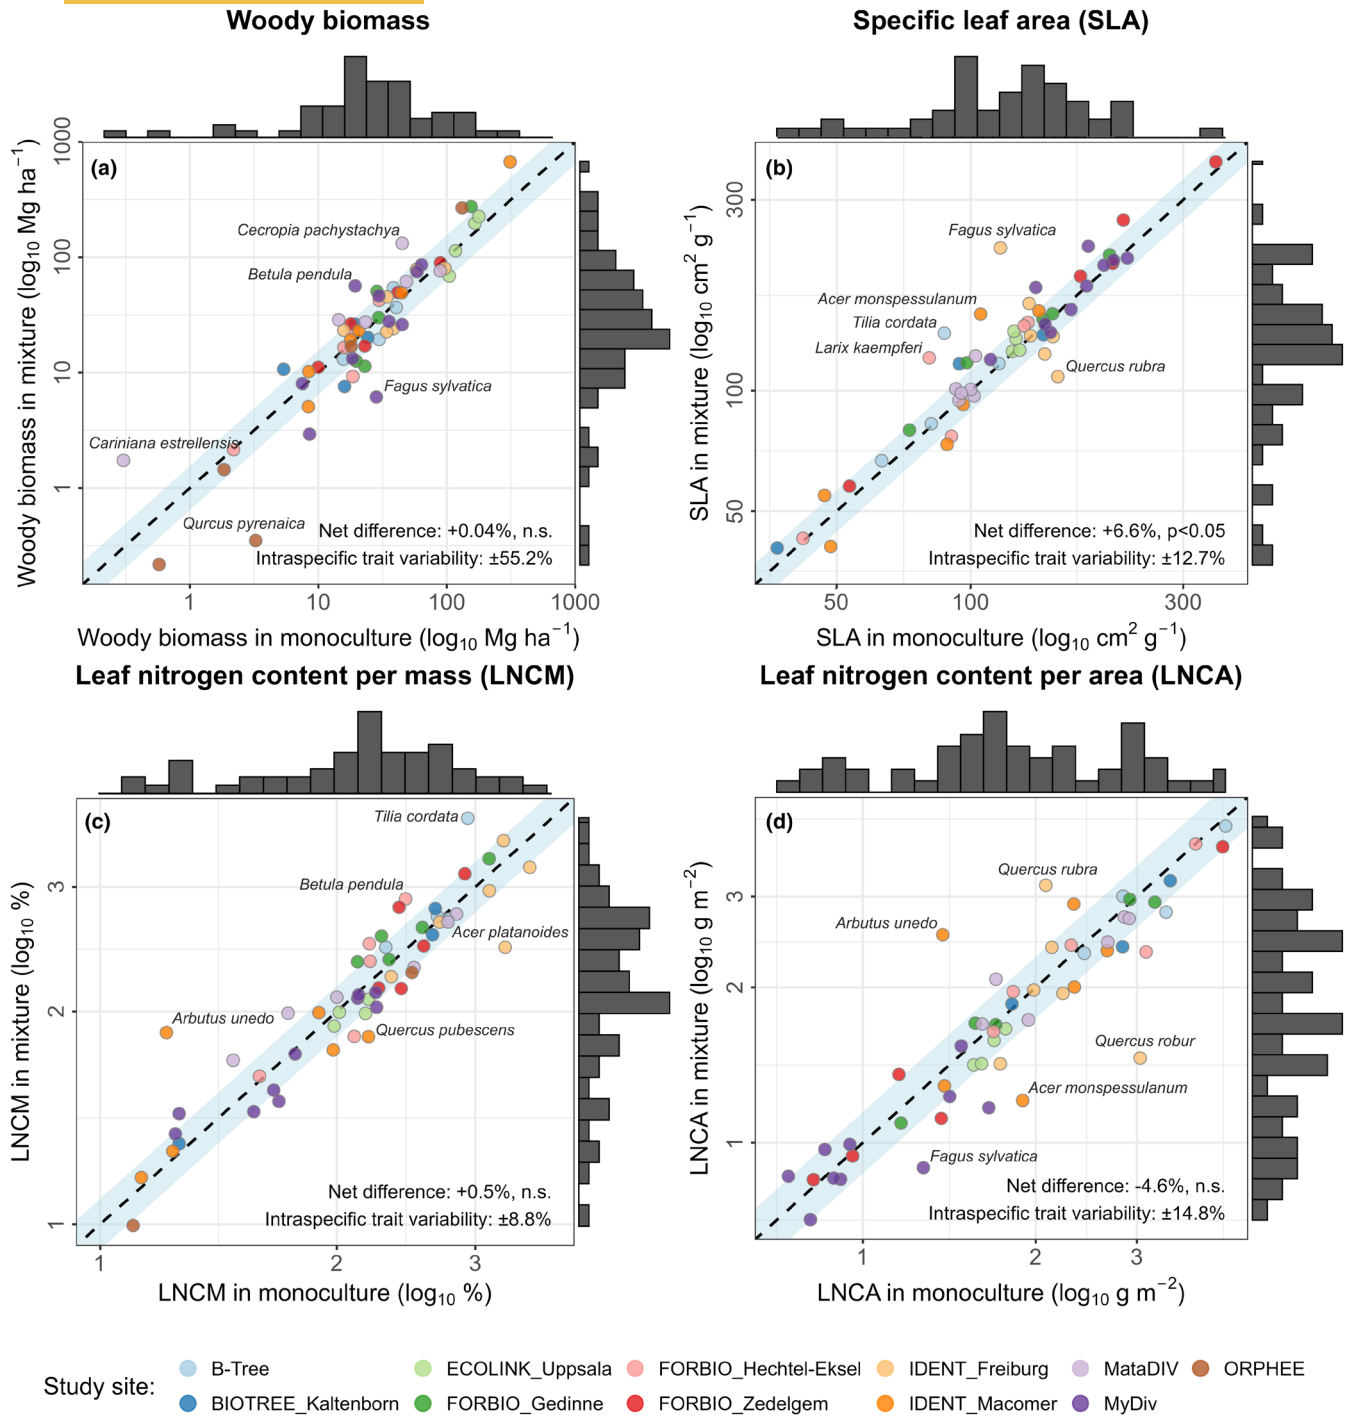 Woody biomass
Specific leaf area (SLA)
(a)
Woody biomass in mixture (log10 Mg ha−1)
1000
100
10
1
Cecropia pachystachya
Betula pendula
Fagus sylvatica
Cariniana estrellensis
Qurcus pyrenaica
Net difference: +0.04%, n.s.
Intraspecific trait variability: ±55.2%
1 10 100 1000
Woody biomass in monoculture (log10 Mg ha−1)
(b)
SLA in mixture (log10 cm2 g−1)
300
100
50
Fagus sylvatica
Acer monspessulanum
Tilia cordata
Larix kaempferi
Quercus rubra
Net difference: +6.6%, p<0.05
Intraspecific trait variability: ±12.7%
50 100 300
SLA in monoculture (log10 cm2 g−1)
Leaf nitrogen content per mass (LNCM)
Leaf nitrogen content per area (LNCA)
(c)
LNCM in mixture (log10 %)
3
2
1
Tilia cordata
Betula pendula
Acer platanoides
Arbutus unedo
Quercus pubescens
Net difference: +0.5%, n.s.
Intraspecific trait variability: ±8.8%
1 2 3
LNCM in monoculture (log10 %)
(d)
LNCA in mixture (log10 g m−2)
3
2
1
Quercus rubra
Arbutus unedo
Quercus robur
Acer monspessulanum
Fagus sylvatica
Net difference: -4.6%, n.s.
Intraspecific trait variability: ±14.8%
1 2 3
LNCA in monoculture (log10 g m−2)
Study site:
B-Tree ECOLINK_Uppsala FORBIO_Hechtel-Eksel IDENT_Freiburg MataDIV ORPHEE
BIOTREE_Kaltenborn FORBIO_Gedinne FORBIO_Zedelgem IDENT_Macomer MyDiv